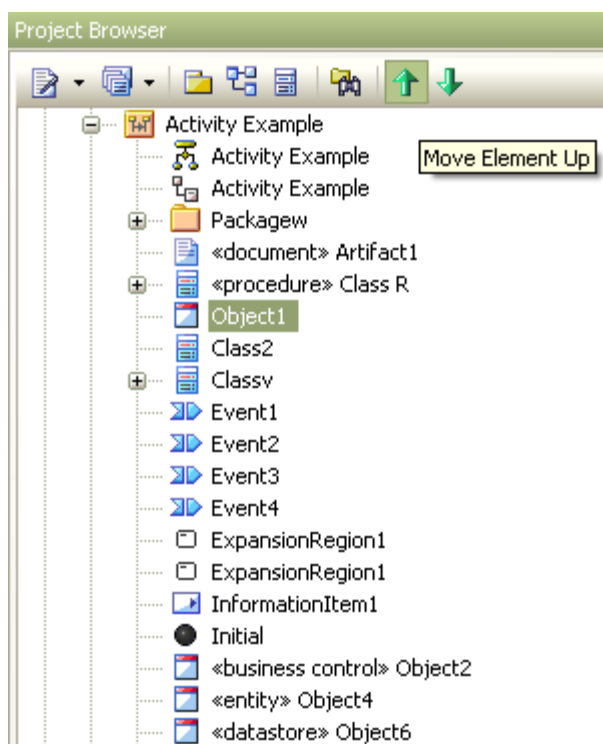 Project Browser
Activity Example
Activity Example
Move Element Up
Activity Example
Packagew
«document» Artifact1
«procedure» Class R
Object1
Class2
Classv
Event1
Event2
Event3
Event4
ExpansionRegion1
ExpansionRegion1
InformationItem1
Initial
«business control» Object2
«entity» Object4
«datastore» Object6